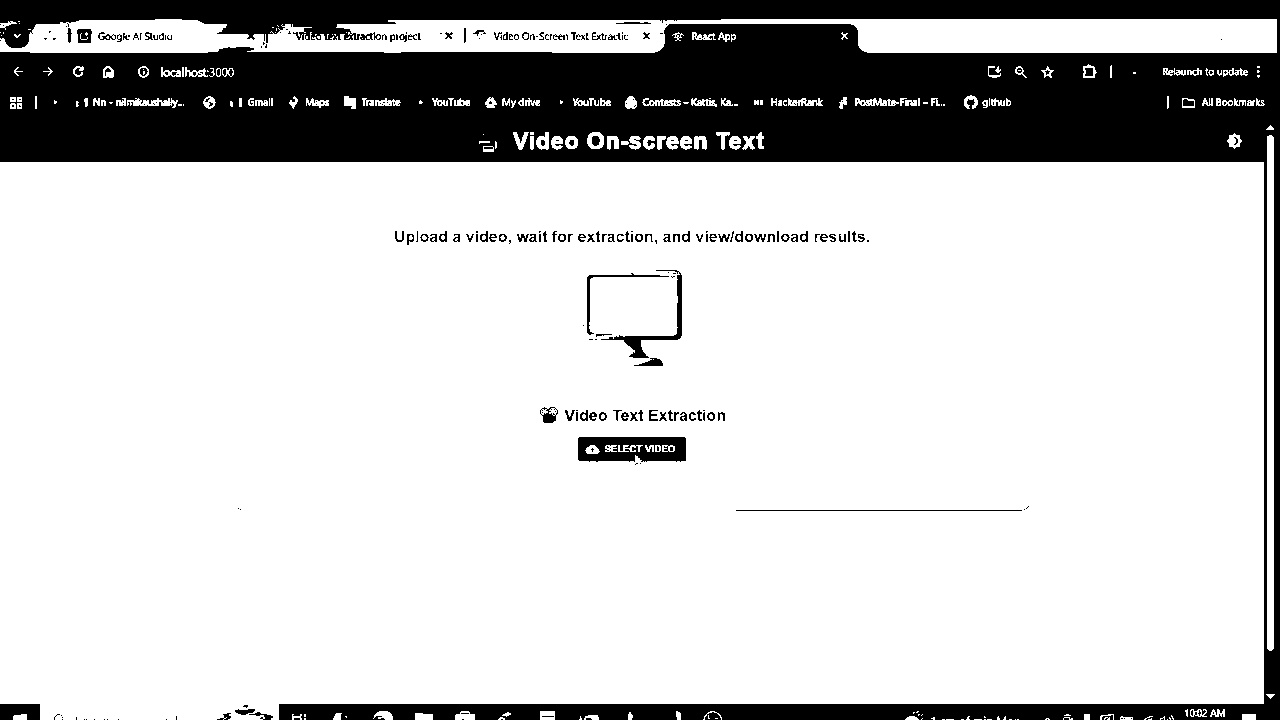 Google AI Studio
Video text Extraction project
Video On-Screen Text Extractic
React App
localhost:3000
Relaunch to update
Gmail
Maps
Translate
YouTube
My drive
YouTube
Contests – Kattis, Ka...
HackerRank
PostMate-Final – Fi...
github
All Bookmarks
Video On-screen Text
Upload a video, wait for extraction, and view/download results.
Video Text Extraction
SELECT VIDEO
10:02 AM